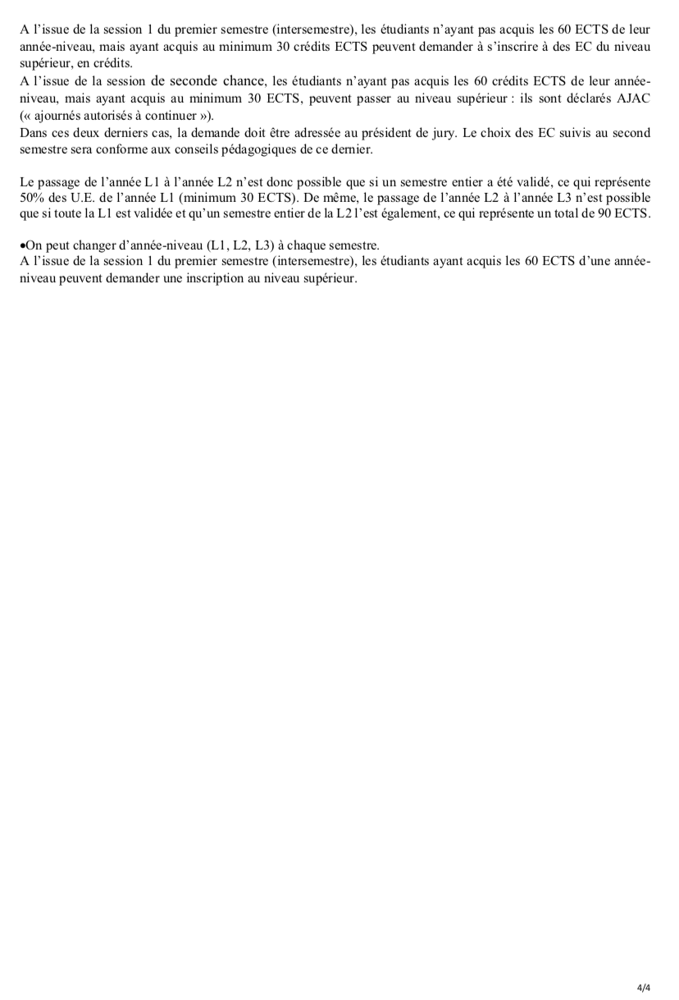 A l’issue de la session 1 du premier semestre (intersemestre), les étudiants n’ayant pas acquis les 60 ECTS de leur
année-niveau, mais ayant acquis au minimum 30 crédits ECTS peuvent demander à s’inscrire à des EC du niveau
supérieur, en crédits.
A l’issue de la session de seconde chance, les étudiants n’ayant pas acquis les 60 crédits ECTS de leur année-
niveau, mais ayant acquis au minimum 30 ECTS, peuvent passer au niveau supérieur : ils sont déclarés AJAC
(« ajournés autorisés à continuer »).
Dans ces deux derniers cas, la demande doit être adressée au président de jury. Le choix des EC suivis au second
semestre sera conforme aux conseils pédagogiques de ce dernier.
Le passage de l’année L1 à l’année L2 n’est donc possible que si un semestre entier a été validé, ce qui représente
50% des U.E. de l’année L1 (minimum 30 ECTS). De même, le passage de l’année L2 à l’année L3 n’est possible
que si toute la L1 est validée et qu’un semestre entier de la L2 l’est également, ce qui représente un total de 90 ECTS.
•On peut changer d’année-niveau (L1, L2, L3) à chaque semestre.
A l’issue de la session 1 du premier semestre (intersemestre), les étudiants ayant acquis les 60 ECTS d’une année-
niveau peuvent demander une inscription au niveau supérieur.
4/4